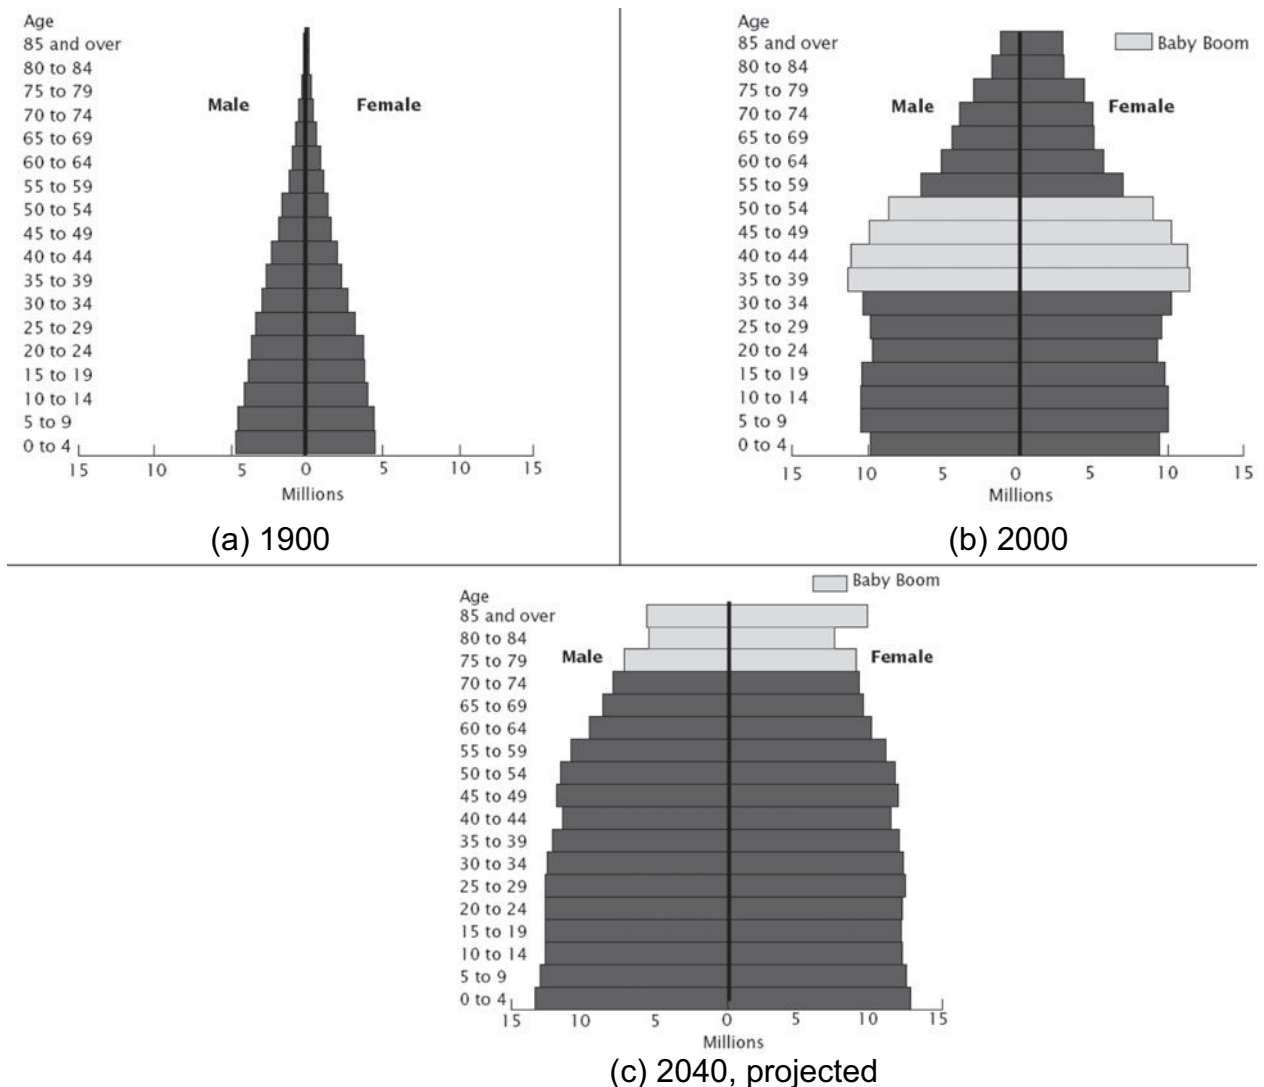 Age
85 and over
80 to 84
75 to 79
70 to 74
65 to 69
60 to 64
55 to 59
50 to 54
45 to 49
40 to 44
35 to 39
30 to 34
25 to 29
20 to 24
15 to 19
10 to 14
5 to 9
0 to 4
Male Female
15 10 5 0 5 10 15
Millions
(a) 1900
Age
85 and over
80 to 84
75 to 79
70 to 74
65 to 69
60 to 64
55 to 59
50 to 54
45 to 49
40 to 44
35 to 39
30 to 34
25 to 29
20 to 24
15 to 19
10 to 14
5 to 9
0 to 4
Baby Boom
Male Female
15 10 5 0 5 10 15
Millions
(b) 2000
Baby Boom
Age
85 and over
80 to 84
75 to 79
70 to 74
65 to 69
60 to 64
55 to 59
50 to 54
45 to 49
40 to 44
35 to 39
30 to 34
25 to 29
20 to 24
15 to 19
10 to 14
5 to 9
0 to 4
Male Female
15 10 5 0 5 10 15
Millions
(c) 2040, projected